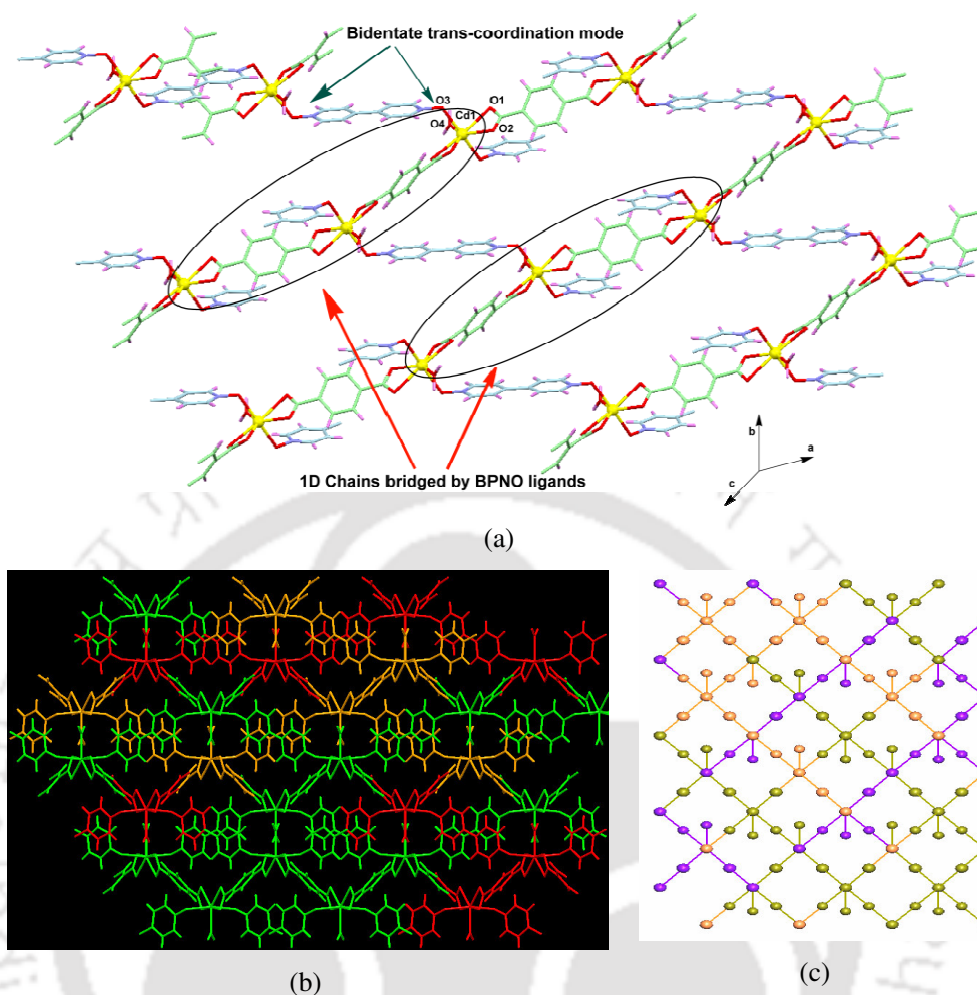 Bidentate trans-coordination mode
O3
O1
Cd1
O4
O2
1D Chains bridged by BPNO ligands
b
a
c
(a)
(b)
(c)